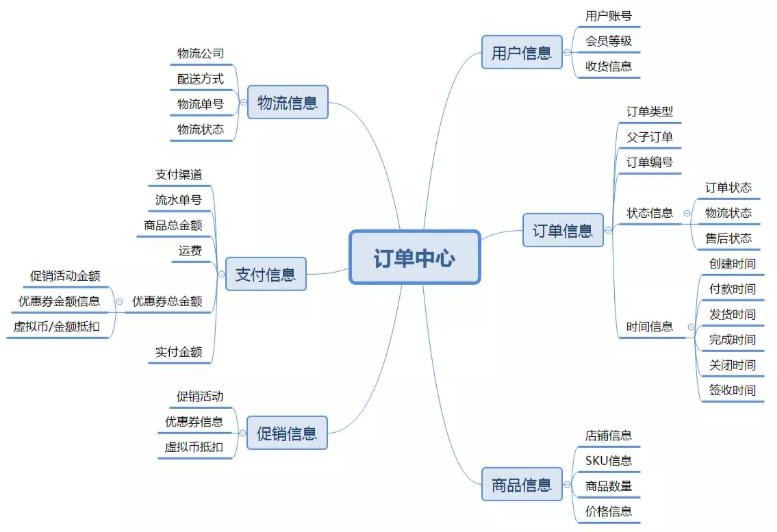 订单中心
用户信息
用户账号
会员等级
收货信息
订单信息
订单类型
父子订单
订单编号
状态信息
订单状态
物流状态
售后状态
时间信息
创建时间
付款时间
发货时间
完成时间
关闭时间
签收时间
商品信息
店铺信息
SKU信息
商品数量
价格信息
物流信息
物流公司
配送方式
物流单号
物流状态
支付信息
支付渠道
流水单号
商品总金额
运费
优惠券总金额
促销活动金额
优惠券金额信息
虚拟币/金额抵扣
实付金额
促销信息
促销活动
优惠券信息
虚拟币抵扣